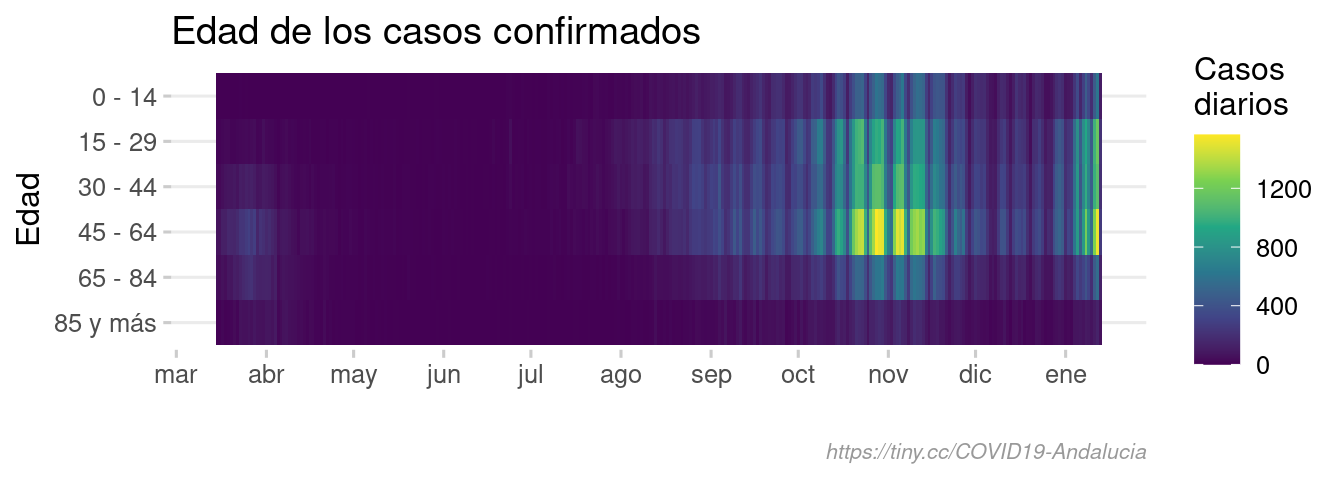 Edad de los casos confirmados
Edad
0 - 14
15 - 29
30 - 44
45 - 64
65 - 84
85 y más
mar abr may jun jul ago sep oct nov dic ene
Casos
diarios
1200
800
400
0
https://tiny.cc/COVID19-Andalucia